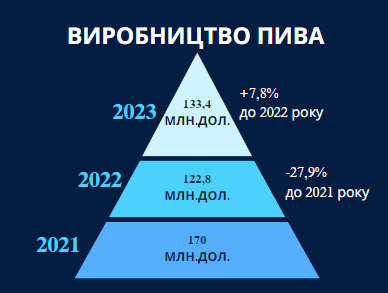 ВИРОБНИЦТВО ПИВА
2023
133,4
МЛН.ДОЛ.
+7,8%
до 2022 року
2022
122,8
МЛН.ДОЛ.
-27,9%
до 2021 року
2021
170
МЛН.ДОЛ.